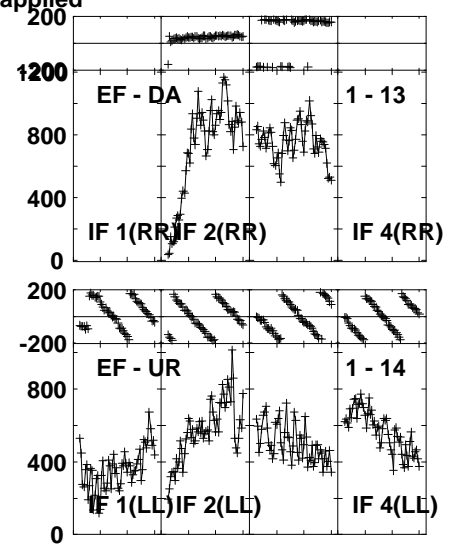 applied
200
-200
1200
EF - DA 1 - 13
800
400
IF 1(RR) IF 2(RR) IF 4(RR)
0
200
-200
EF - UR 1 - 14
800
400
IF 1(LL) IF 2(LL) IF 4(LL)
0